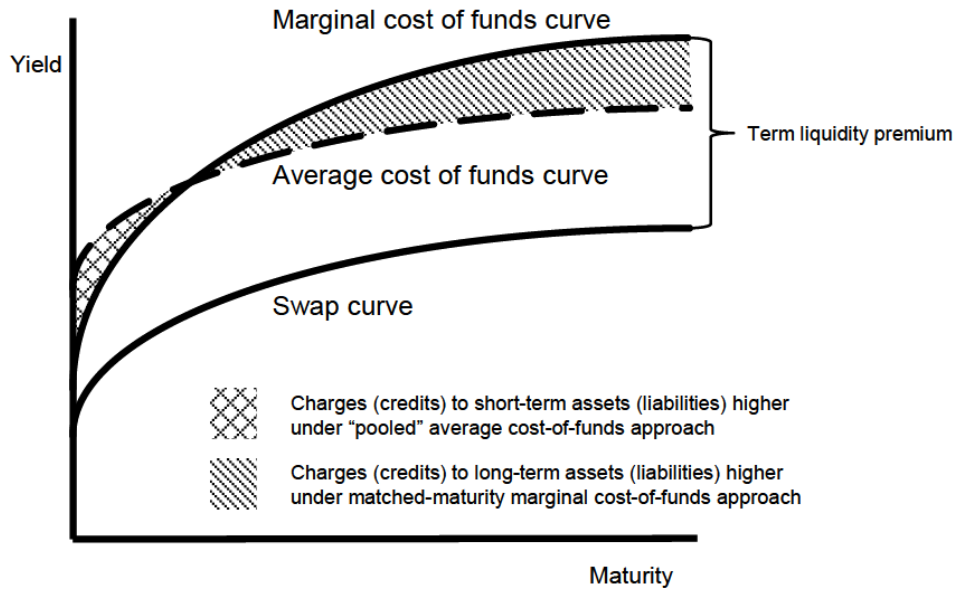 Marginal cost of funds curve
Yield
Term liquidity premium
Average cost of funds curve
Swap curve
Charges (credits) to short-term assets (liabilities) higher
under “pooled” average cost-of-funds approach
Charges (credits) to long-term assets (liabilities) higher
under matched-maturity marginal cost-of-funds approach
Maturity